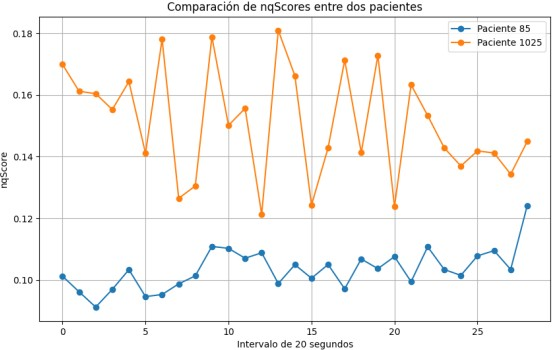 Comparación de nqScores entre dos pacientes
Paciente 85
Paciente 1025
nqScore
0.18
0.16
0.14
0.12
0.10
0
5
10
15
20
25
Intervalo de 20 segundos